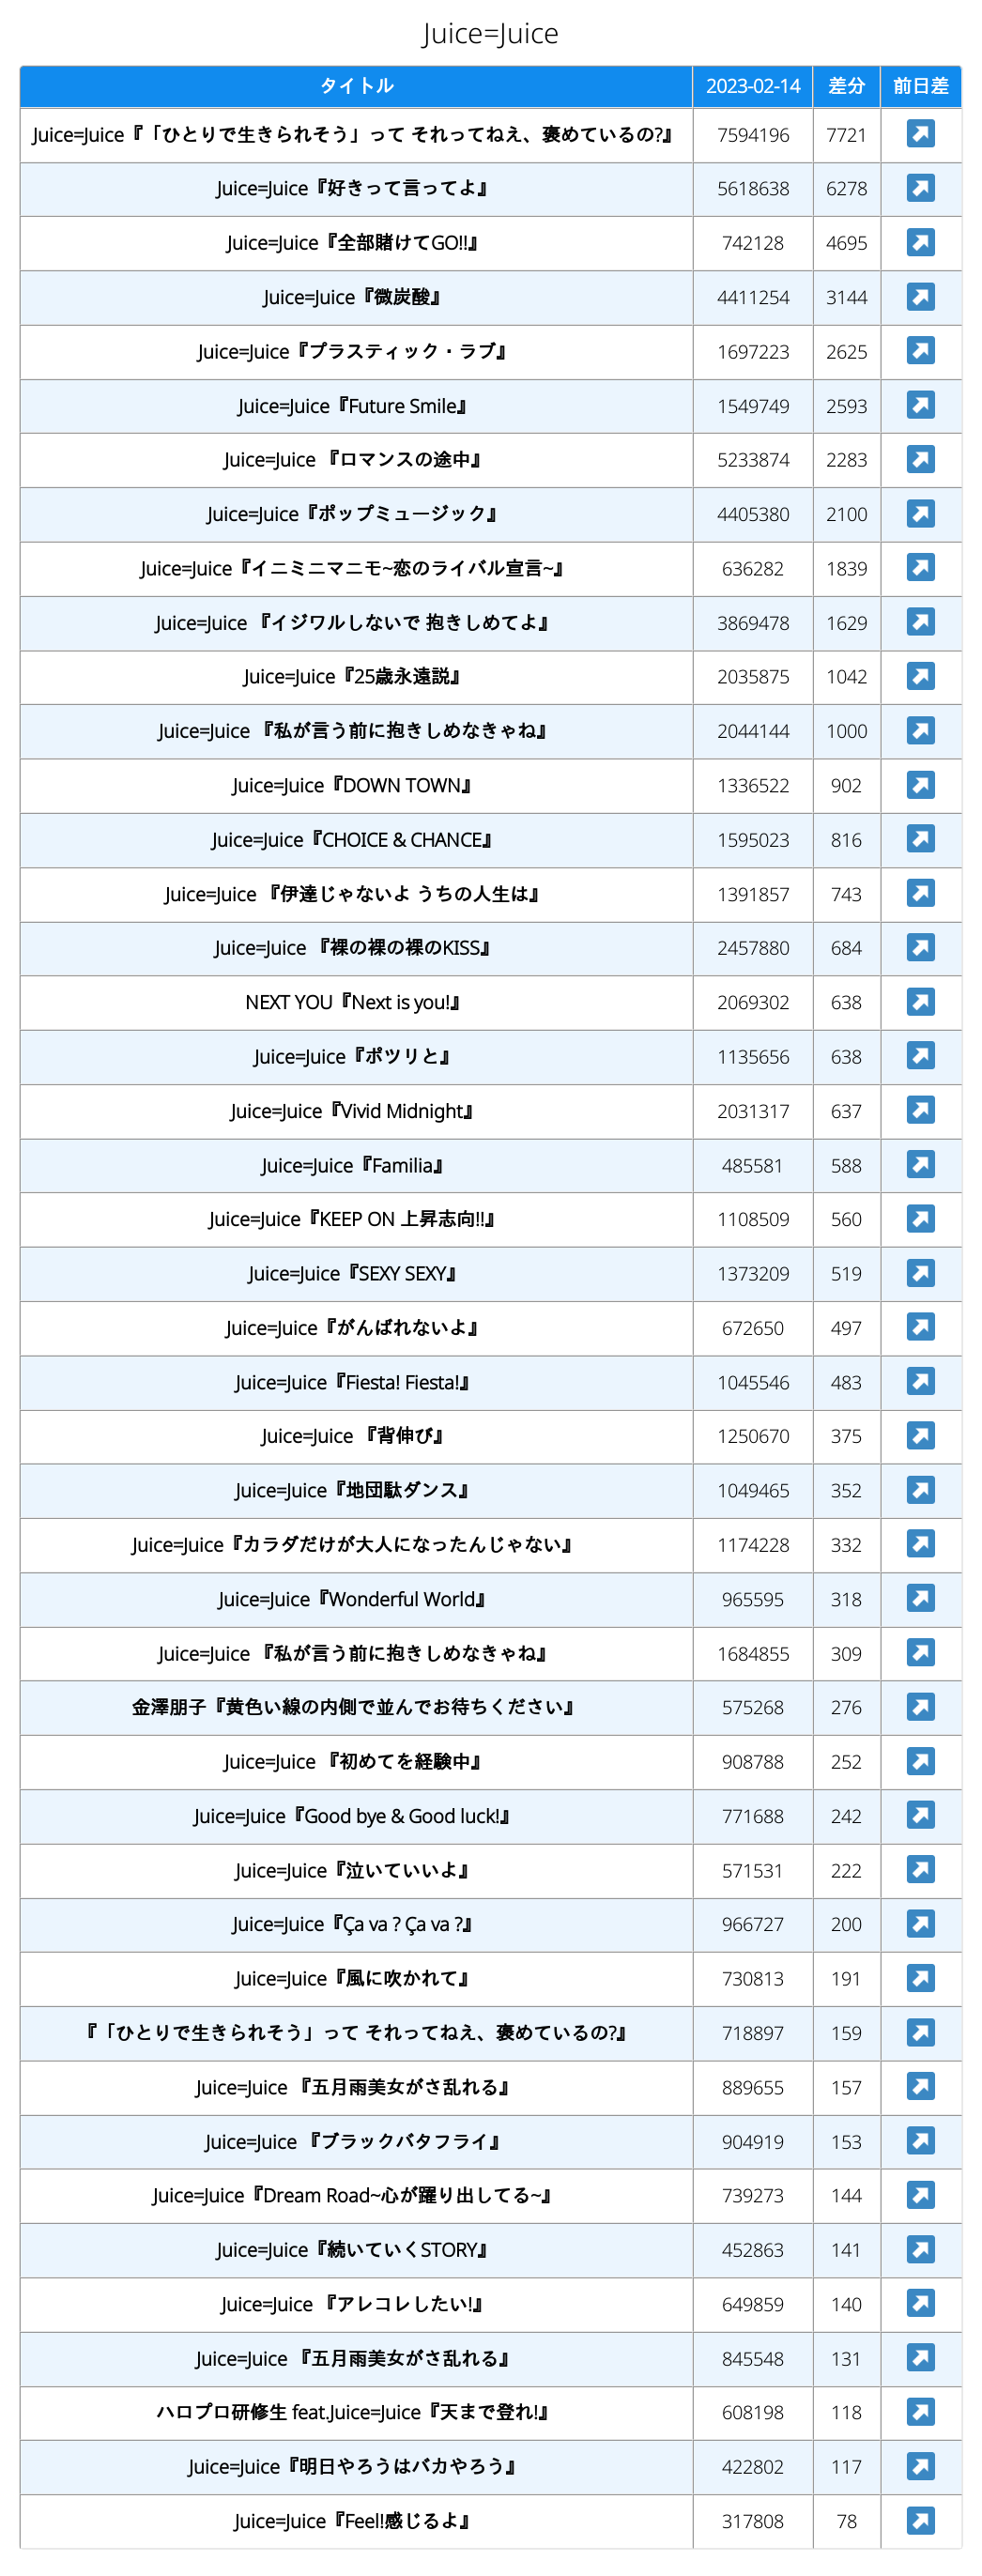 Juice=Juice
タイトル 2023-02-14 差分 前日差
Juice=Juice『「ひとりで生きられそう」って それってねえ、褒めているの?』 7594196 7721 ↗
Juice=Juice『好きって言ってよ』 5618638 6278 ↗
Juice=Juice『全部賭けてGO!!』 742128 4695 ↗
Juice=Juice『微炭酸』 4411254 3144 ↗
Juice=Juice『プラスティック・ラブ』 1697223 2625 ↗
Juice=Juice『Future Smile』 1549749 2593 ↗
Juice=Juice 『ロマンスの途中』 5233874 2283 ↗
Juice=Juice『ポップミュージック』 4405380 2100 ↗
Juice=Juice『イニミニマニモ~恋のライバル宣言~』 636282 1839 ↗
Juice=Juice 『イジワルしないで 抱きしめてよ』 3869478 1629 ↗
Juice=Juice『25歳永遠説』 2035875 1042 ↗
Juice=Juice 『私が言う前に抱きしめなきゃね』 2044144 1000 ↗
Juice=Juice『DOWN TOWN』 1336522 902 ↗
Juice=Juice『CHOICE & CHANCE』 1595023 816 ↗
Juice=Juice 『伊達じゃないよ うちの人生は』 1391857 743 ↗
Juice=Juice 『裸の裸の裸のKISS』 2457880 684 ↗
NEXT YOU『Next is you!』 2069302 638 ↗
Juice=Juice『ポツリと』 1135656 638 ↗
Juice=Juice『Vivid Midnight』 2031317 637 ↗
Juice=Juice『Familia』 485581 588 ↗
Juice=Juice『KEEP ON 上昇志向!!』 1108509 560 ↗
Juice=Juice『SEXY SEXY』 1373209 519 ↗
Juice=Juice『がんばれないよ』 672650 497 ↗
Juice=Juice『Fiesta! Fiesta!』 1045546 483 ↗
Juice=Juice 『背伸び』 1250670 375 ↗
Juice=Juice『地団駄ダンス』 1049465 352 ↗
Juice=Juice『カラダだけが大人になったんじゃない』 1174228 332 ↗
Juice=Juice『Wonderful World』 965595 318 ↗
Juice=Juice 『私が言う前に抱きしめなきゃね』 1684855 309 ↗
金澤朋子『黄色い線の内側で並んでお待ちください』 575268 276 ↗
Juice=Juice 『初めてを経験中』 908788 252 ↗
Juice=Juice『Good bye & Good luck!』 771688 242 ↗
Juice=Juice『泣いていいよ』 571531 222 ↗
Juice=Juice『Ça va ? Ça va ?』 966727 200 ↗
Juice=Juice『風に吹かれて』 730813 191 ↗
『「ひとりで生きられそう」って それってねえ、褒めているの?』 718897 159 ↗
Juice=Juice 『五月雨美女がさ乱れる』 889655 157 ↗
Juice=Juice 『ブラックバタフライ』 904919 153 ↗
Juice=Juice『Dream Road~心が躍り出してる~』 739273 144 ↗
Juice=Juice『続いていくSTORY』 452863 141 ↗
Juice=Juice 『アレコレしたい!』 649859 140 ↗
Juice=Juice 『五月雨美女がさ乱れる』 845548 131 ↗
ハロプロ研修生 feat.Juice=Juice『天まで登れ!』 608198 118 ↗
Juice=Juice『明日やろうはバカやろう』 422802 117 ↗
Juice=Juice『Feel!感じるよ』 317808 78 ↗